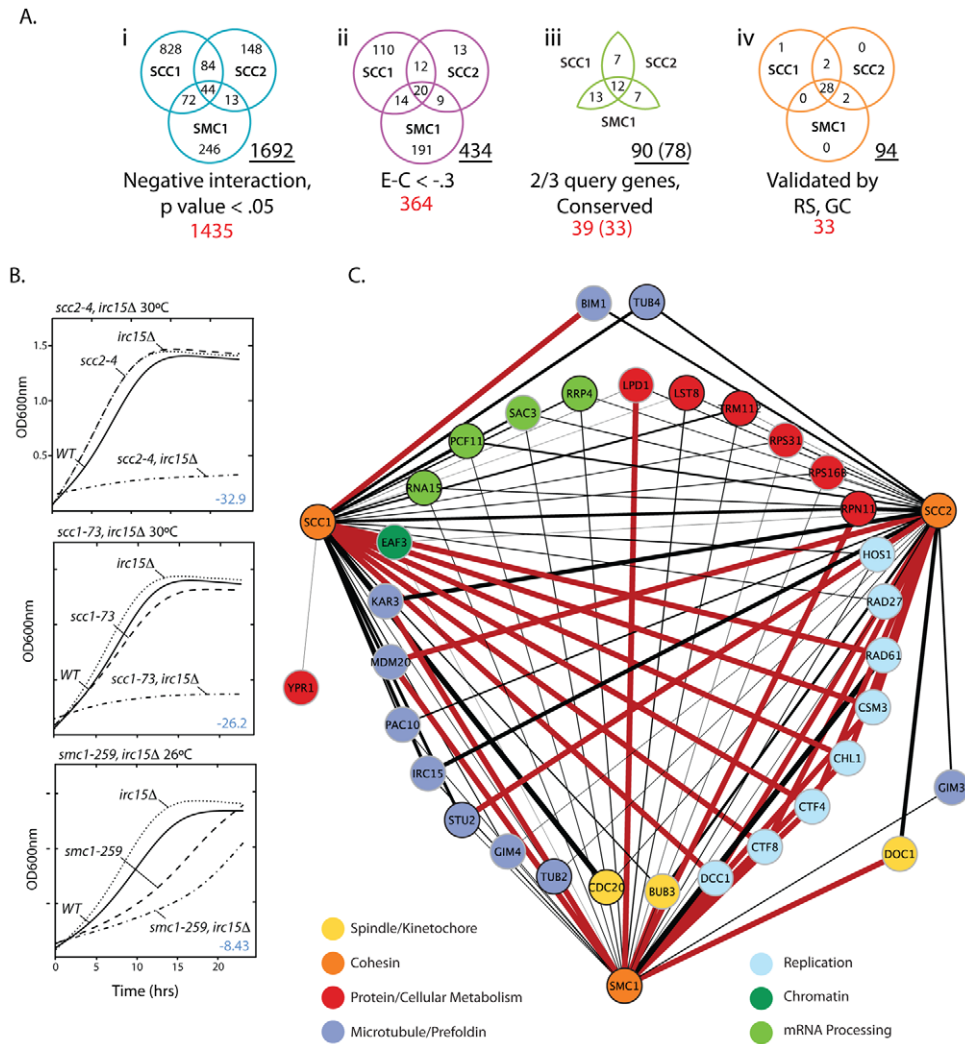 A.
i
828
148
SCC1
84
SCC2
44
72
13
SMC1
246
1692
Negative interaction,
p value < .05
1435
ii
110
13
SCC1
12
SCC2
20
14
9
SMC1
191
434
E-C < -.3
364
iii
SCC1
7
SCC2
12
13
7
SMC1
90 (78)
2/3 query genes,
Conserved
39 (33)
iv
1
0
SCC1
2
SCC2
28
0
2
SMC1
0
94
Validated by
RS, GC
33
B.
scc2-4, irc15Δ 30ºC
OD600nm
1.5
1.0
0.5
irc15Δ
scc2-4
WT
scc2-4, irc15Δ
-32.9
scc1-73, irc15Δ 30ºC
OD600nm
irc15Δ
scc1-73
WT
scc1-73, irc15Δ
-26.2
smc1-259, irc15Δ 26ºC
OD600nm
irc15Δ
smc1-259
WT
smc1-259, irc15Δ
-8.43
0 5 10 15 20
Time (hrs)
C.
BIM1
TUB4
LPD1
RRP4
LST8
SAC3
TRM112
PCF11
RPS31
RNA15
RPS16B
RPN11
SCC1
SCC2
EAF3
HOS1
KAR3
RAD27
MDM20
RAD61
YPR1
CSM3
PAC10
CHL1
IRC15
GIM3
STU2
CTF4
GIM4
CTF8
DOC1
TUB2
DCC1
CDC20
BUB3
SMC1
Spindle/Kinetochore
Cohesin
Protein/Cellular Metabolism
Microtubule/Prefoldin
Replication
Chromatin
mRNA Processing